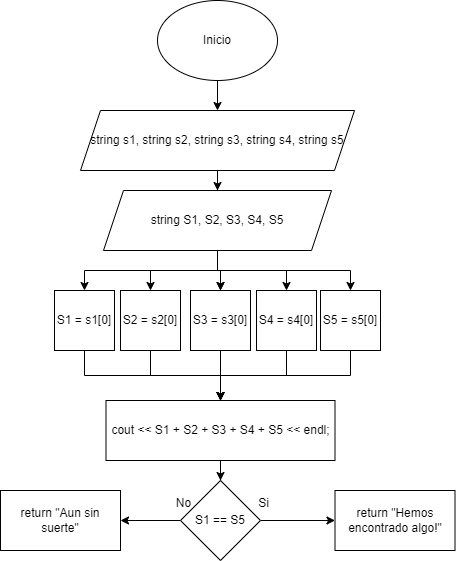 Inicio
string s1, string s2, string s3, string s4, string s5
string S1, S2, S3, S4, S5
S1 = s1[0]
S2 = s2[0]
S3 = s3[0]
S4 = s4[0]
S5 = s5[0]
cout << S1 + S2 + S3 + S4 + S5 << endl;
No
Si
return "Aun sin
suerte"
S1 == S5
return "Hemos
encontrado algo!"